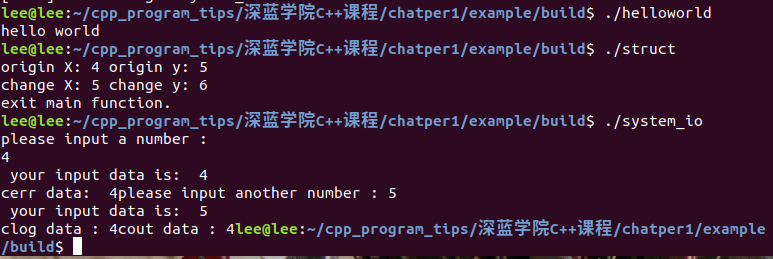 lee@lee:~/cpp_program_tips/深蓝学院C++课程/chatper1/example/build$ ./helloworld
hello world
lee@lee:~/cpp_program_tips/深蓝学院C++课程/chatper1/example/build$ ./struct
origin X: 4 origin y: 5
change X: 5 change y: 6
exit main function.
lee@lee:~/cpp_program_tips/深蓝学院C++课程/chatper1/example/build$ ./system_io
please input a number :
4
 your input data is:  4
cerr data:  4please input another number : 5
 your input data is:  5
clog data : 4cout data : 4lee@lee:~/cpp_program_tips/深蓝学院C++课程/chatper1/example
/build$